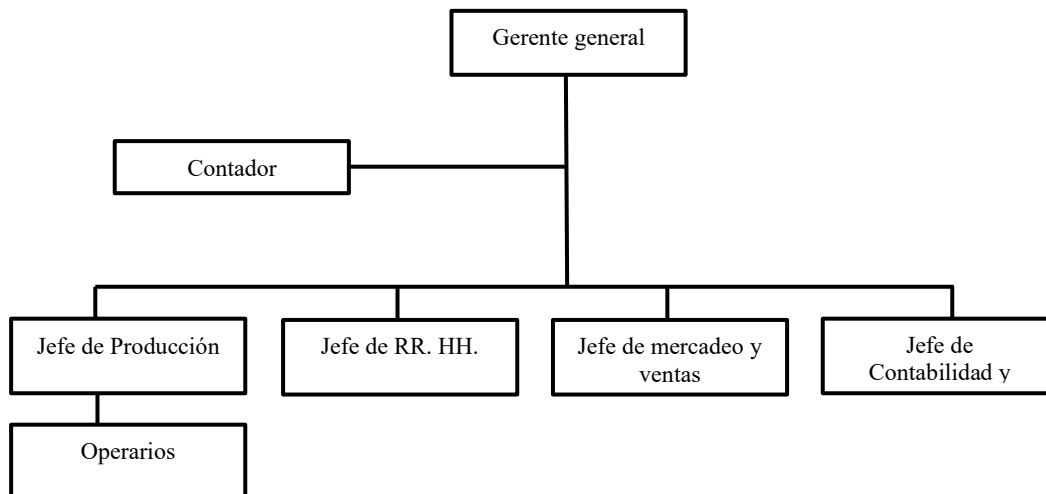 Gerente general
Contador
Jefe de Producción
Jefe de RR. HH.
Jefe de mercadeo y
ventas
Jefe de
Contabilidad y
Operarios